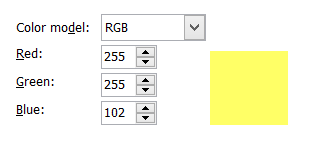 Color model: RGB
Red: 255
Green: 255
Blue: 102